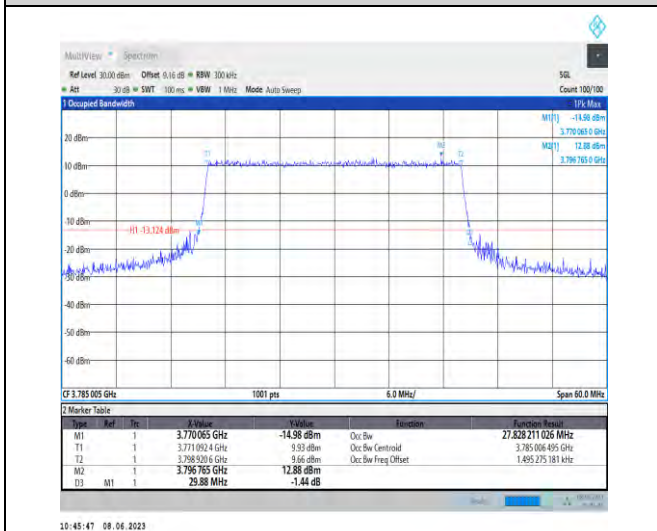 MultiView Spectrum
Ref Level 30.00 dBm Offset 9.16 dB RBW 300 kHz SGL
Att 30 dB SWT 100 ms VBW 1 MHz Mode Auto Sweep Count 100/100
1 Occupied Bandwidth 1Pk Max
M1[1] -14.98 dBm
3.770 065 0 GHz
M2[1] 12.88 dBm
3.796 765 0 GHz
20 dBm
T1 M2 T2
10 dBm
0 dBm
-10 dBm
H1 -13.124 dBm
M1
-20 dBm
-30 dBm
-40 dBm
-50 dBm
-60 dBm
CF 3.785 005 GHz 1001 pts 6.0 MHz/ Span 60.0 MHz
2 Marker Table
Type Ref Trc X-Value Y-Value Function Function Result
M1 1 3.770065 GHz -14.98 dBm Occ Bw 27.828 211 026 MHz
T1 1 3.771 092 4 GHz 9.93 dBm Occ Bw Centroid 3.785 006 495 GHz
T2 1 3.798 920 6 GHz 9.66 dBm Occ Bw Freq Offset 1.495 275 181 kHz
M2 1 3.796 765 GHz 12.88 dBm
D3 M1 1 29.88 MHz -1.44 dB
10:45:47 08.06.2023